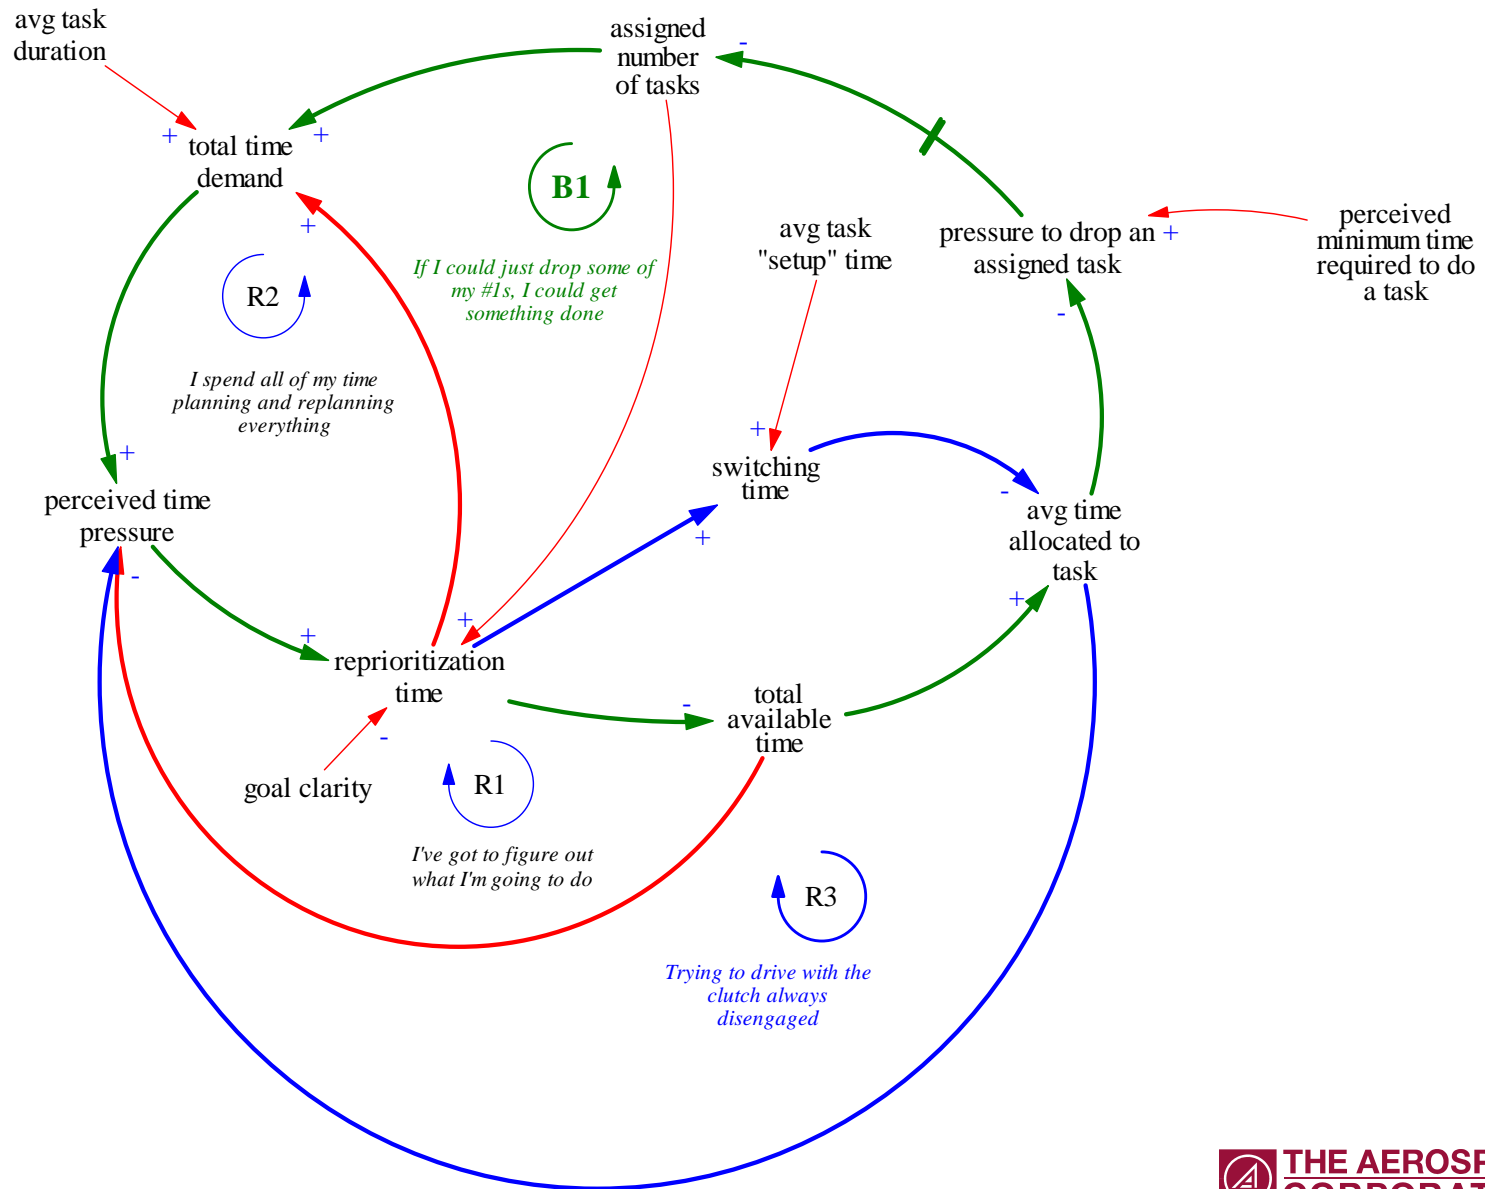 avg task
duration
assigned
number
of tasks
-
+
total time
demand
+
+
B1
If I could just drop some of
my #1s, I could get
something done
R2
I spend all of my time
planning and replanning
everything
avg task
"setup" time
pressure to drop an
assigned task
+
perceived
minimum time
required to do
a task
-
+
perceived time
pressure
-
+
switching
time
+
-
avg time
allocated to
task
+
+
+
reprioritization
time
-
goal clarity
-
total
available
time
R1
I've got to figure out
what I'm going to do
R3
Trying to drive with the
clutch always
disengaged
THE AEROSP
CORPORAT